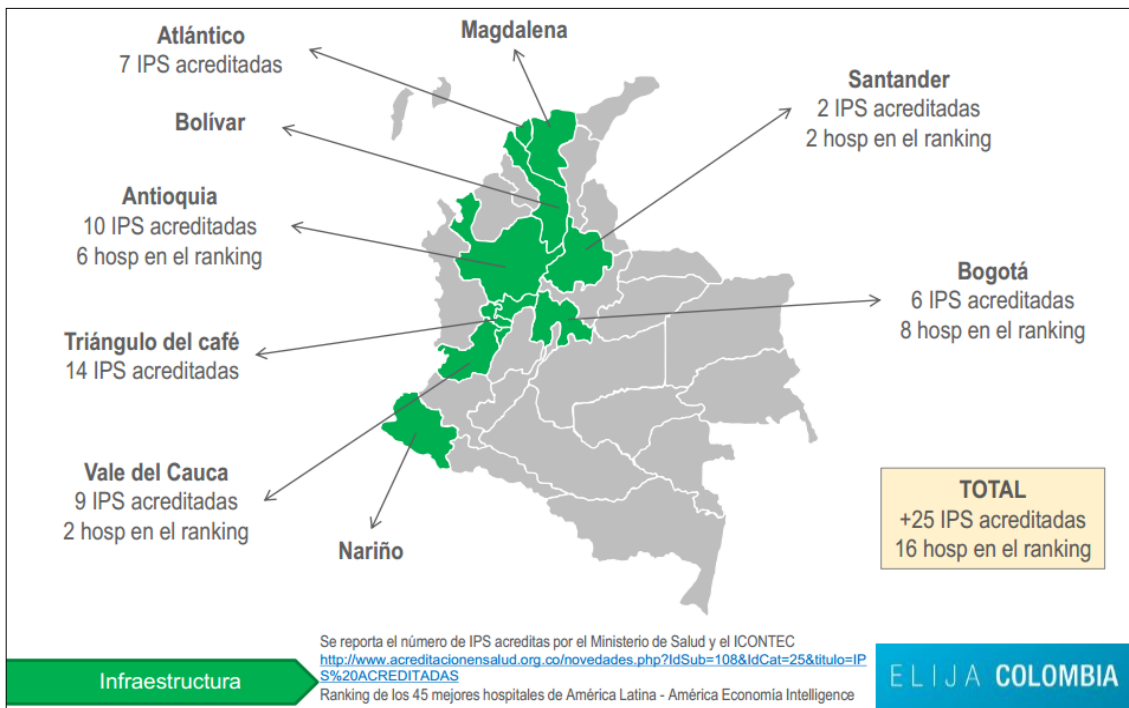 Atlántico
7 IPS acreditadas
Magdalena
Santander
2 IPS acreditadas
2 hosp en el ranking
Bolívar
Antioquia
10 IPS acreditadas
6 hosp en el ranking
Bogotá
6 IPS acreditadas
8 hosp en el ranking
Triángulo del café
14 IPS acreditadas
Vale del Cauca
9 IPS acreditadas
2 hosp en el ranking
Nariño
TOTAL
+25 IPS acreditadas
16 hosp en el ranking
Infraestructura
Se reporta el número de IPS acreditas por el Ministerio de Salud y el ICONTEC
http://www.acreditacionensalud.org.co/novedades.php?IdSub=108&IdCat=25&titulo=IP
S%20ACREDITADAS
Ranking de los 45 mejores hospitales de América Latina - América Economía Intelligence
ELIJA COLOMBIA